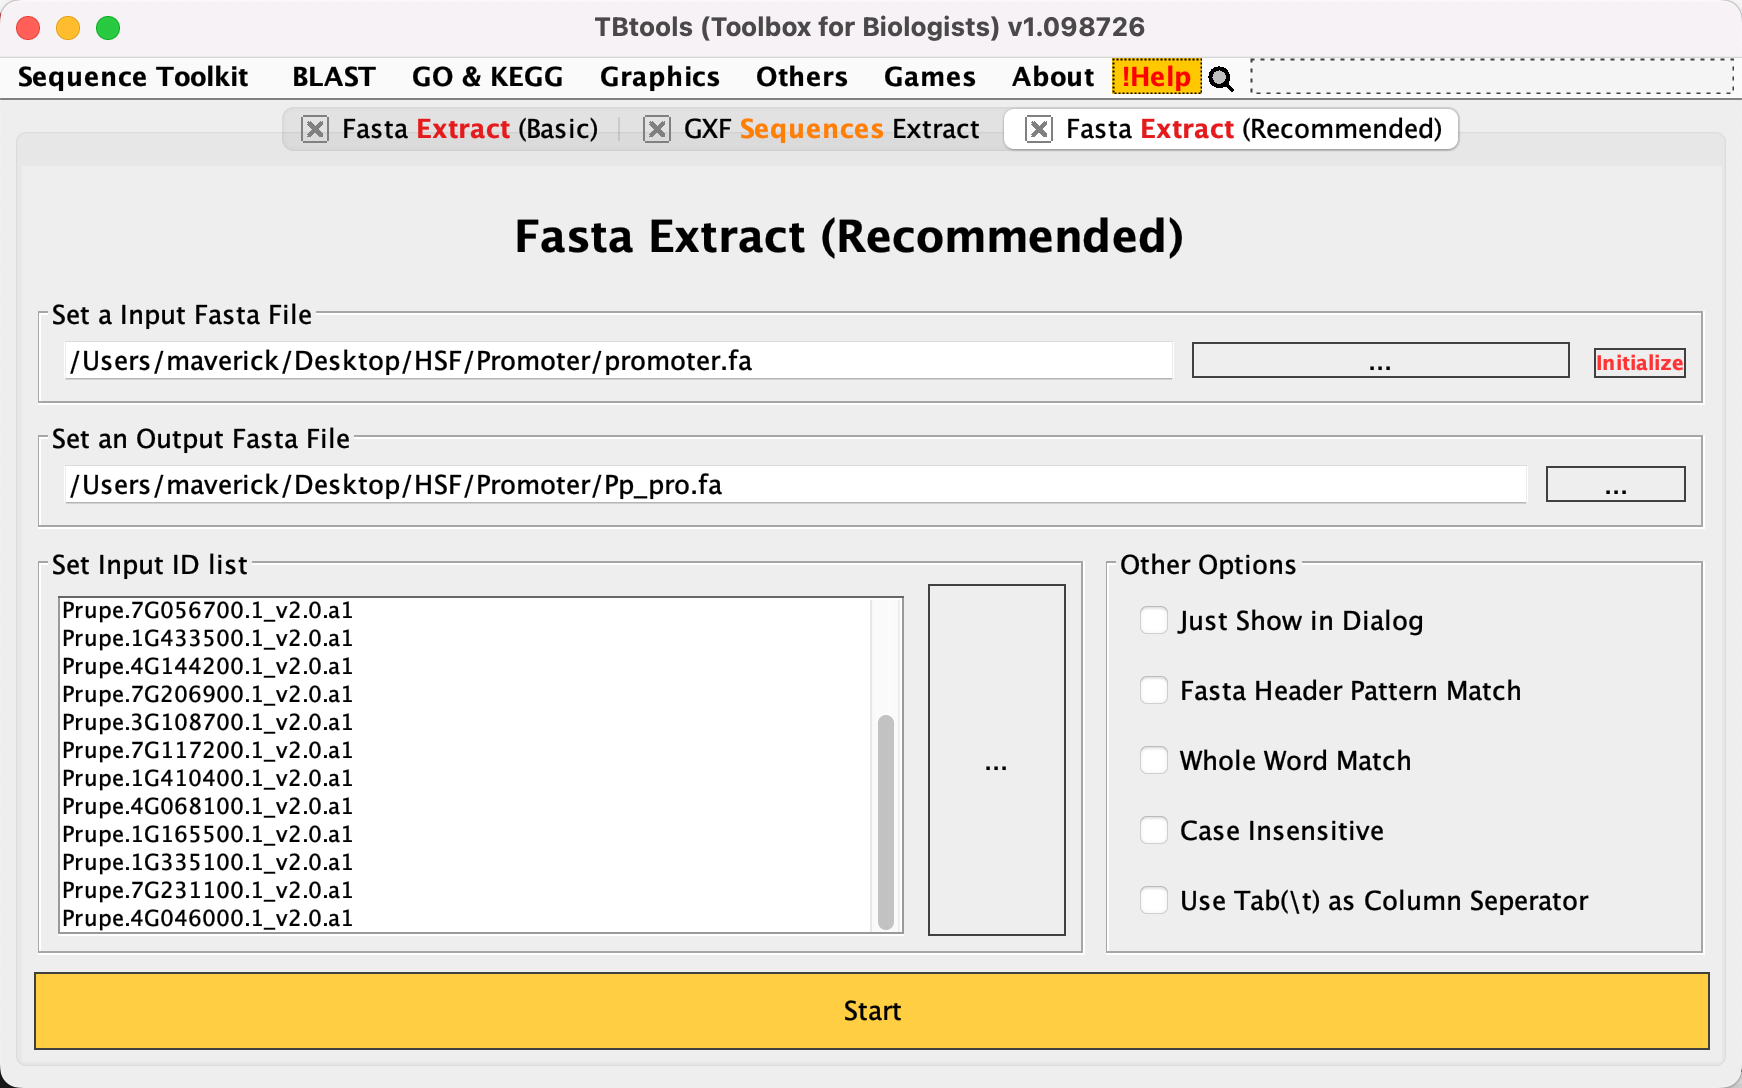 TBtools (Toolbox for Biologists) v1.098726
Sequence Toolkit BLAST GO & KEGG Graphics Others Games About !Help
Fasta Extract (Basic) GXF Sequences Extract Fasta Extract (Recommended)
Fasta Extract (Recommended)
Set a Input Fasta File
/Users/maverick/Desktop/HSF/Promoter/promoter.fa ... Initialize
Set an Output Fasta File
/Users/maverick/Desktop/HSF/Promoter/Pp_pro.fa ...
Set Input ID list
Prupe.7G056700.1_v2.0.a1
Prupe.1G433500.1_v2.0.a1
Prupe.4G144200.1_v2.0.a1
Prupe.7G206900.1_v2.0.a1
Prupe.3G108700.1_v2.0.a1
Prupe.7G117200.1_v2.0.a1
Prupe.1G410400.1_v2.0.a1
Prupe.4G068100.1_v2.0.a1
Prupe.1G165500.1_v2.0.a1
Prupe.1G335100.1_v2.0.a1
Prupe.7G231100.1_v2.0.a1
Prupe.4G046000.1_v2.0.a1
...
Other Options
Just Show in Dialog
Fasta Header Pattern Match
Whole Word Match
Case Insensitive
Use Tab(\t) as Column Seperator
Start